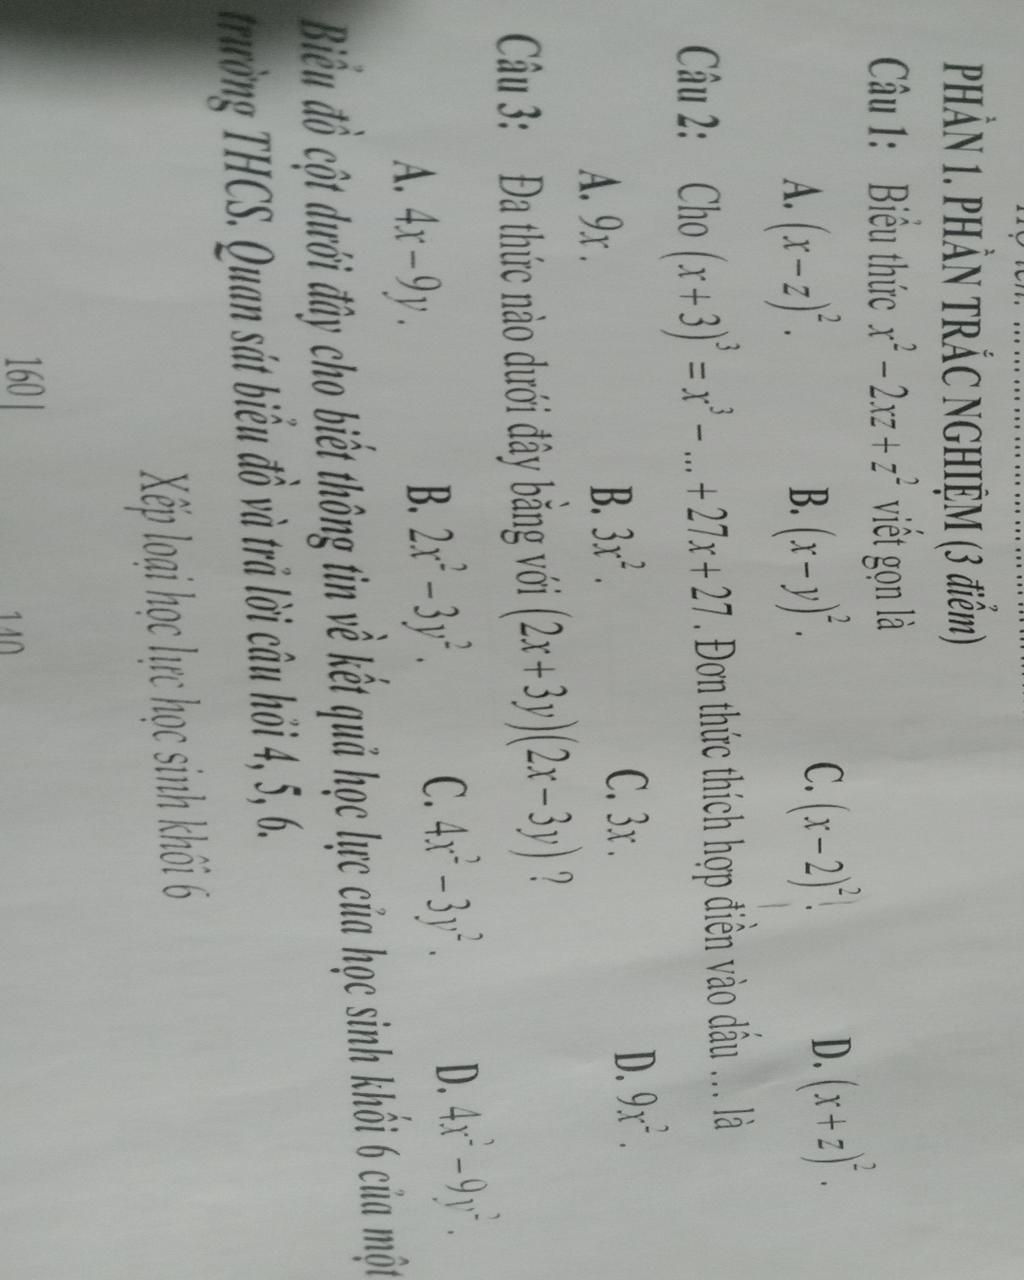 PHẦN 1. PHẦN TRẮC NGHIỆM (3 điểm)
Câu 1: Biểu thức x² − 2xz + z² viết gọn là
A. (x − z)². B. (x − y)². C. (x − 2)². D. (x + z)².
Câu 2: Cho (x + 3)³ = x³ − ... + 27x + 27. Đơn thức thích hợp điền vào dấu ... là
A. 9x. B. 3x². C. 3x. D. 9x².
Câu 3: Đa thức nào dưới đây bằng với (2x + 3y)(2x − 3y) ?
A. 4x − 9y. B. 2x² − 3y². C. 4x² − 3y². D. 4x² − 9y².
Biểu đồ cột dưới đây cho biết thông tin về kết quả học lực của học sinh khối 6 của một
trường THCS. Quan sát biểu đồ và trả lời câu hỏi 4, 5, 6.
Xếp loại học lực học sinh khối 6
160
140